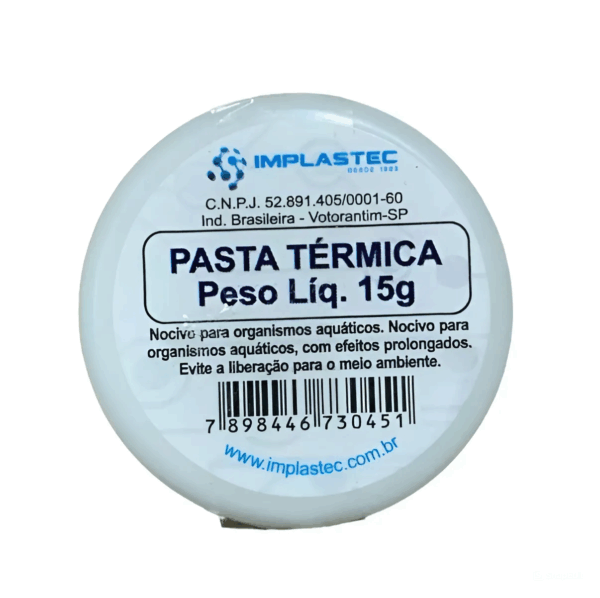 IMPLASTEC
DESDE 1993
C.N.P.J. 52.891.405/0001-60
Ind. Brasileira - Votorantim-SP
PASTA TÉRMICA
Peso Líq. 15g
Nocivo para organismos aquáticos. Nocivo para
organismos aquáticos, com efeitos prolongados.
Evite a liberação para o meio ambiente.
7 898446 730451
www.implastec.com.br